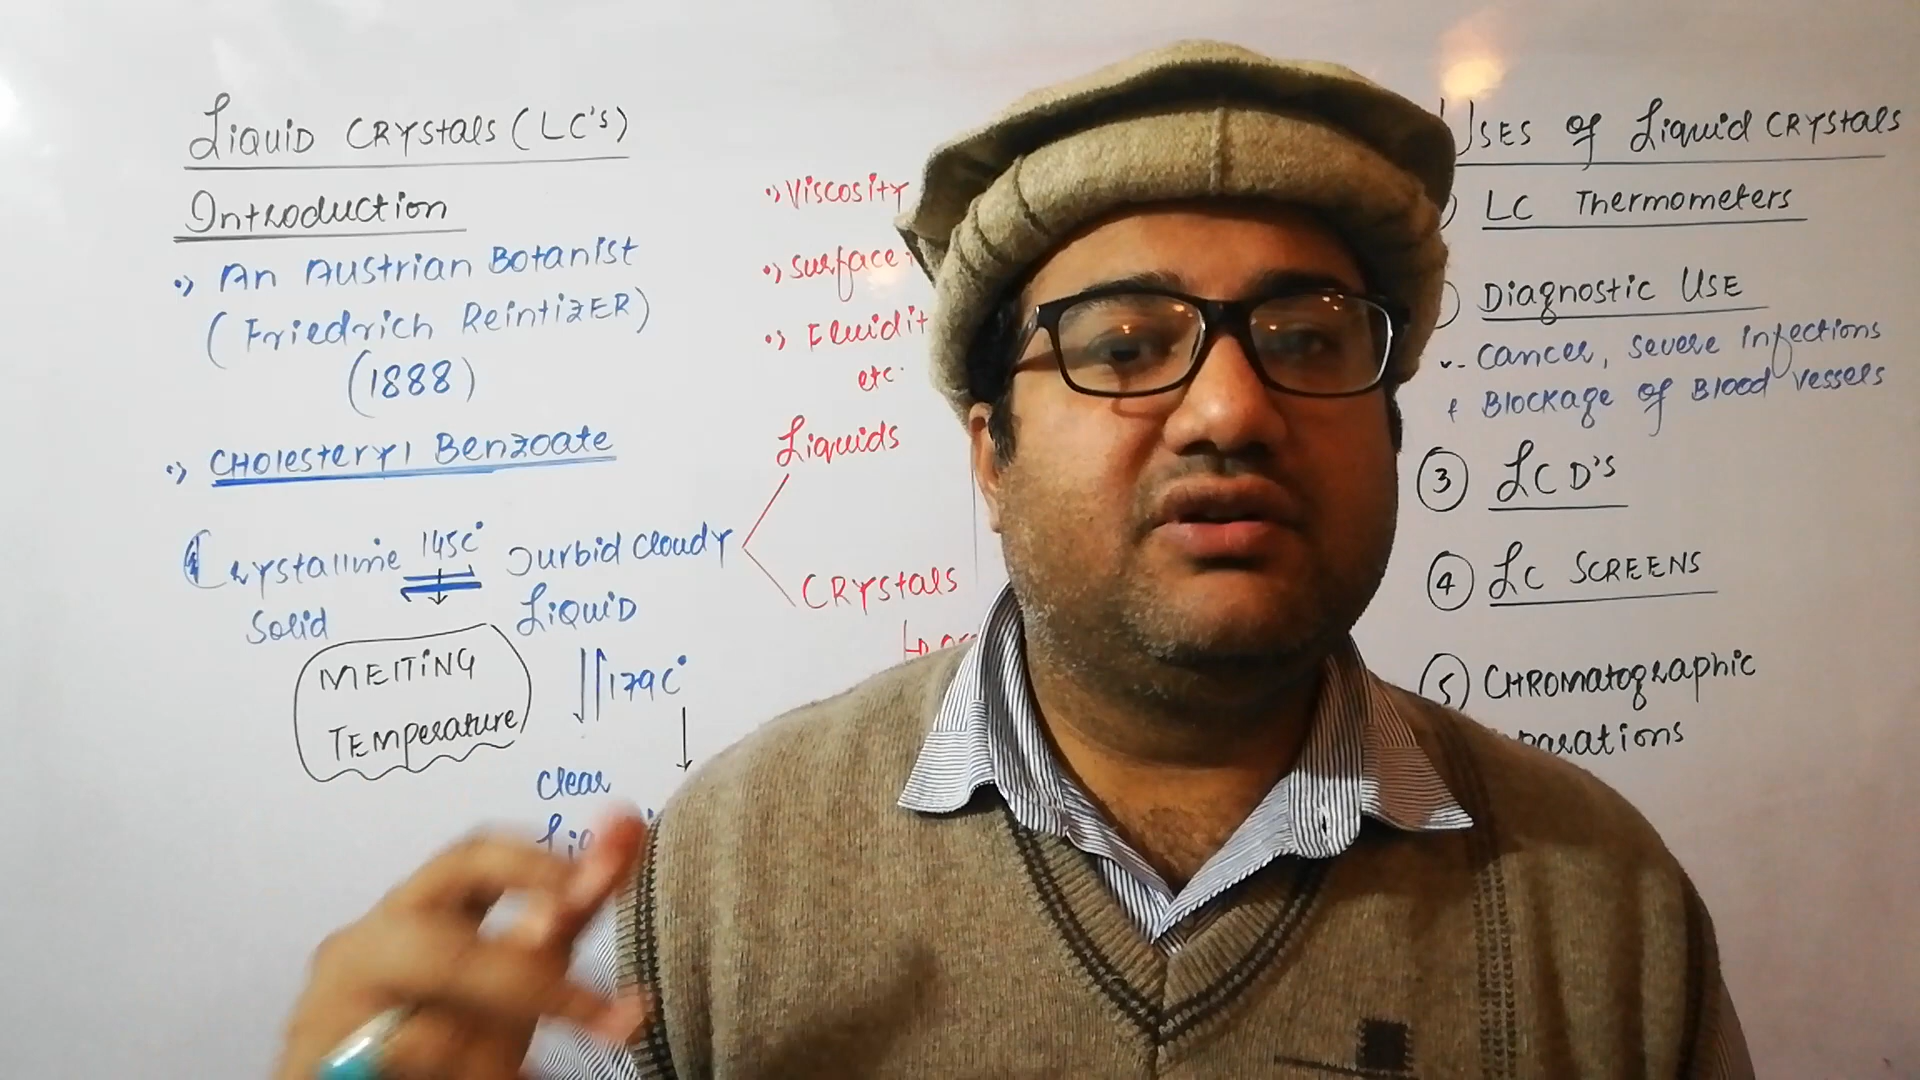 Liquid Crystals (LC's)
Introduction
An Austrian Botanist
(Friedrich ReintizER)
(1888)
Cholesteryl Benzoate
Crystalline 145C° Turbid Cloudy
Solid Liquid
MELTING
TEMPerature
179C°
Clear
Viscosity
Surface
Fluidit
etc.
Liquids
CRystals
Uses of Liquid CRystals
LC Thermometers
Diagnostic Use
Cancer, Severe Infections
& Blockage of Blood Vessels
3 LCD's
4 LC SCREENS
5 CHROMatographic
parations